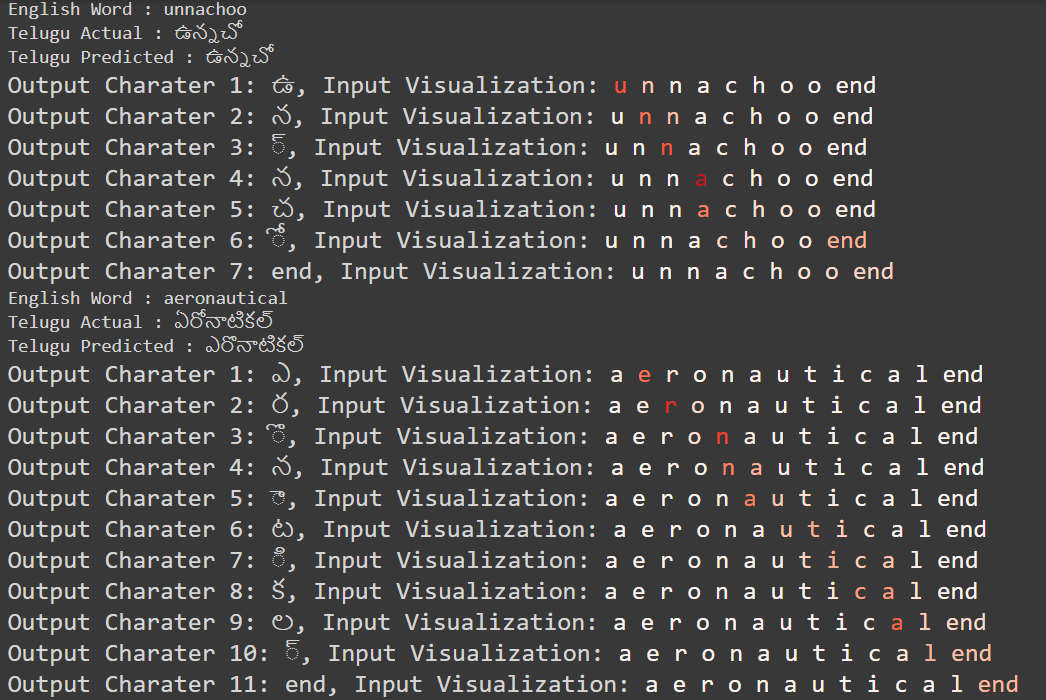 English Word : unnachoo
Telugu Actual : ఉన్నచో
Telugu Predicted : ఉన్నచో
Output Charater 1: ఉ, Input Visualization: u n n a c h o o end
Output Charater 2: న, Input Visualization: u n n a c h o o end
Output Charater 3: ్, Input Visualization: u n n a c h o o end
Output Charater 4: న, Input Visualization: u n n a c h o o end
Output Charater 5: చ, Input Visualization: u n n a c h o o end
Output Charater 6: ో, Input Visualization: u n n a c h o o end
Output Charater 7: end, Input Visualization: u n n a c h o o end
English Word : aeronautical
Telugu Actual : ఏరోనాటికల్
Telugu Predicted : ఎరొనాటికల్
Output Charater 1: ఎ, Input Visualization: a e r o n a u t i c a l end
Output Charater 2: ర, Input Visualization: a e r o n a u t i c a l end
Output Charater 3: ొ, Input Visualization: a e r o n a u t i c a l end
Output Charater 4: న, Input Visualization: a e r o n a u t i c a l end
Output Charater 5: ా, Input Visualization: a e r o n a u t i c a l end
Output Charater 6: ట, Input Visualization: a e r o n a u t i c a l end
Output Charater 7: ి, Input Visualization: a e r o n a u t i c a l end
Output Charater 8: క, Input Visualization: a e r o n a u t i c a l end
Output Charater 9: ల, Input Visualization: a e r o n a u t i c a l end
Output Charater 10: ్, Input Visualization: a e r o n a u t i c a l end
Output Charater 11: end, Input Visualization: a e r o n a u t i c a l end